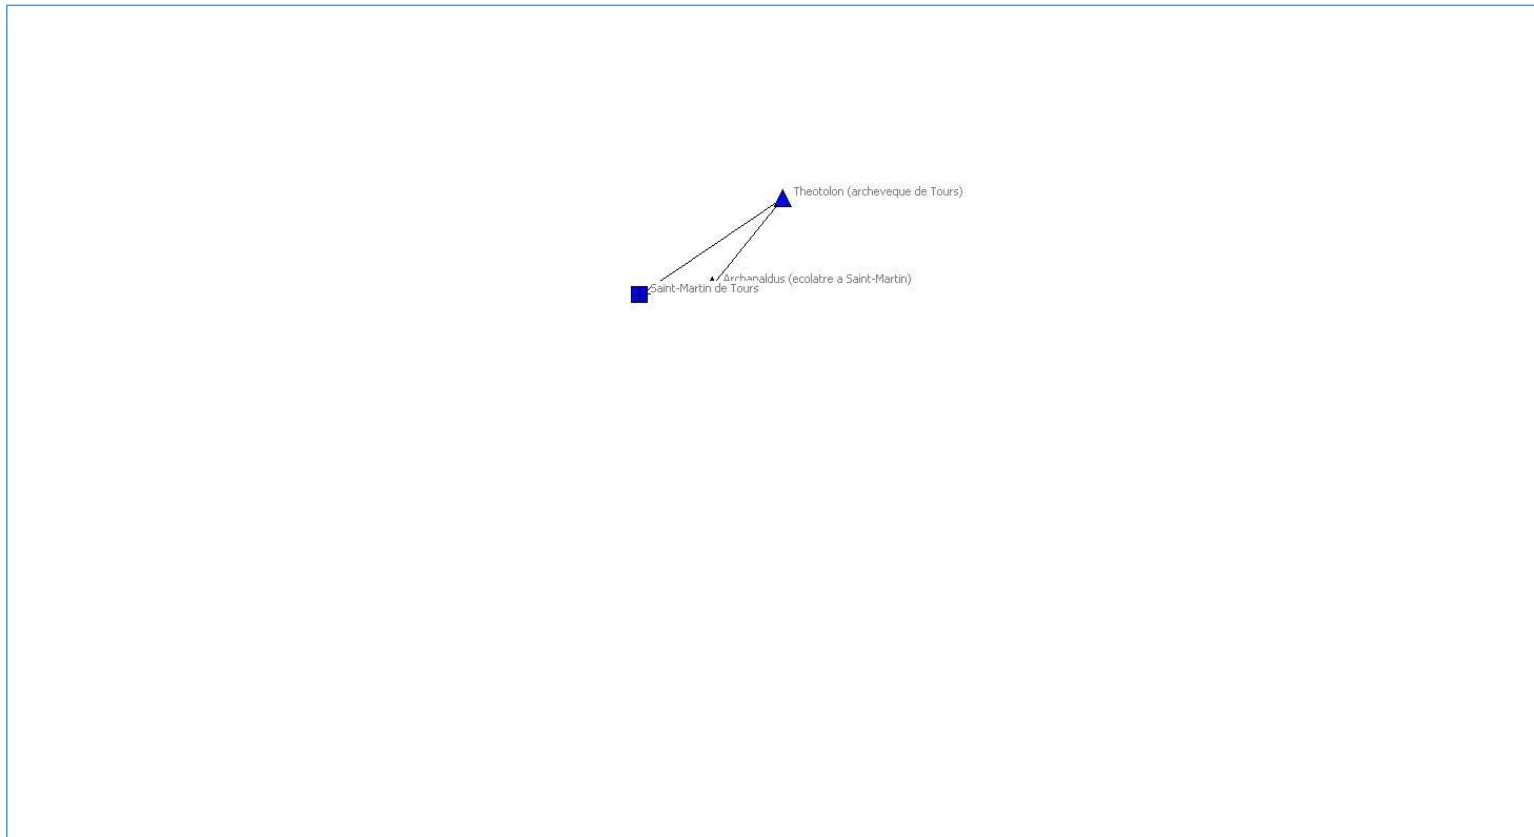 Theotolon (archeveque de Tours)
Archanaldus (ecolatre a Saint-Martin)
Saint-Martin de Tours